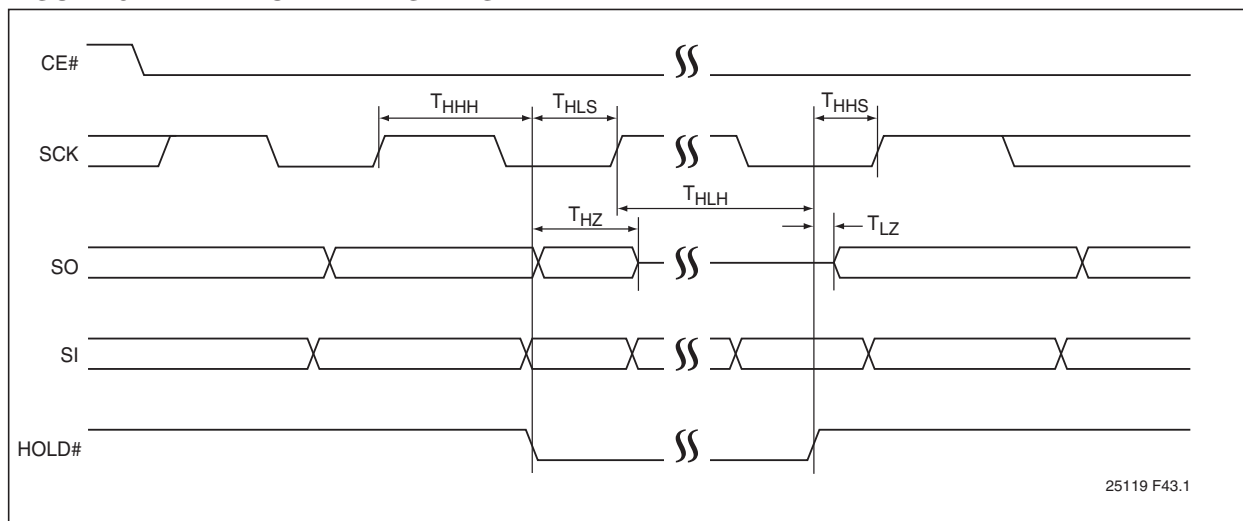 CE#
THHH
THLS
THHS
SCK
THLH
THZ
TLZ
SO
SI
HOLD#
25119 F43.1